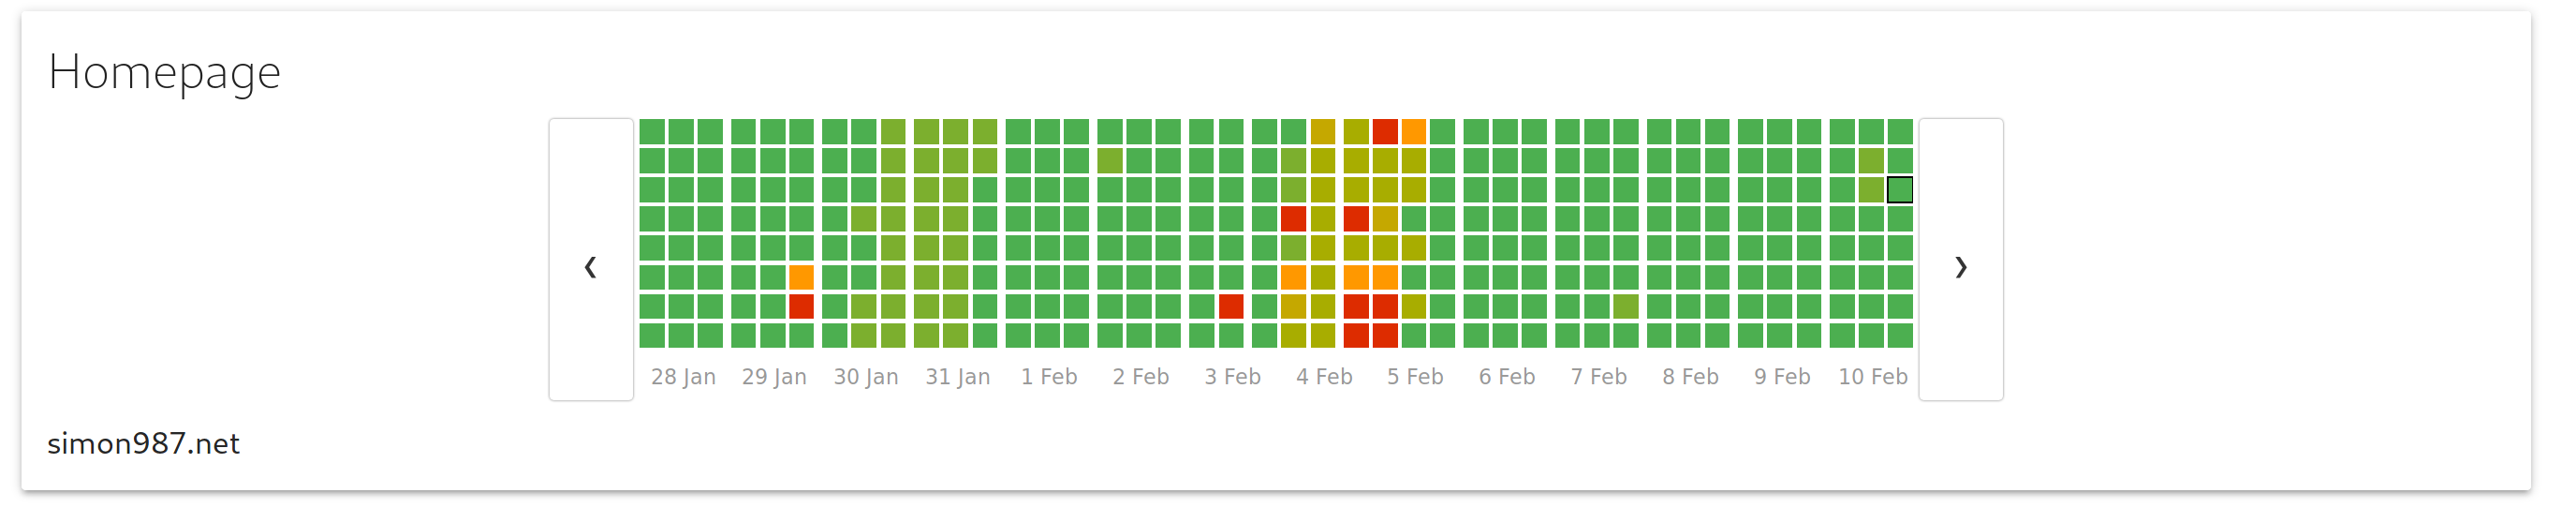 Homepage
❮
❯
28 Jan 29 Jan 30 Jan 31 Jan 1 Feb 2 Feb 3 Feb 4 Feb 5 Feb 6 Feb 7 Feb 8 Feb 9 Feb 10 Feb
simon987.net